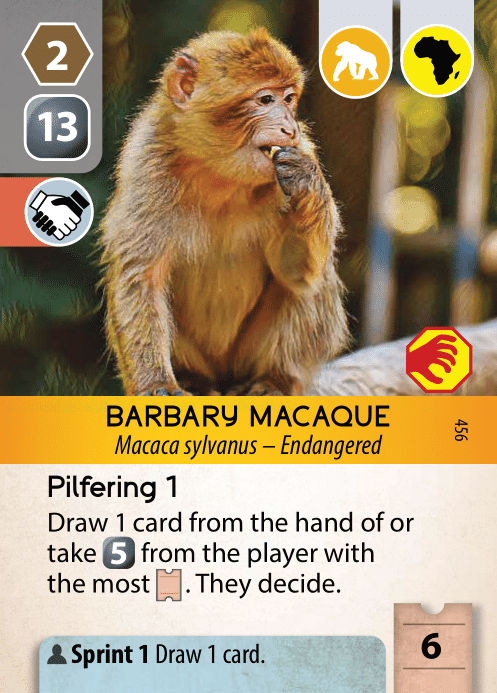 2
13
BARBARY MACAQUE
Macaca sylvanus – Endangered
456
Pilfering 1
Draw 1 card from the hand of or
take 5 from the player with
the most . They decide.
Sprint 1 Draw 1 card.
6